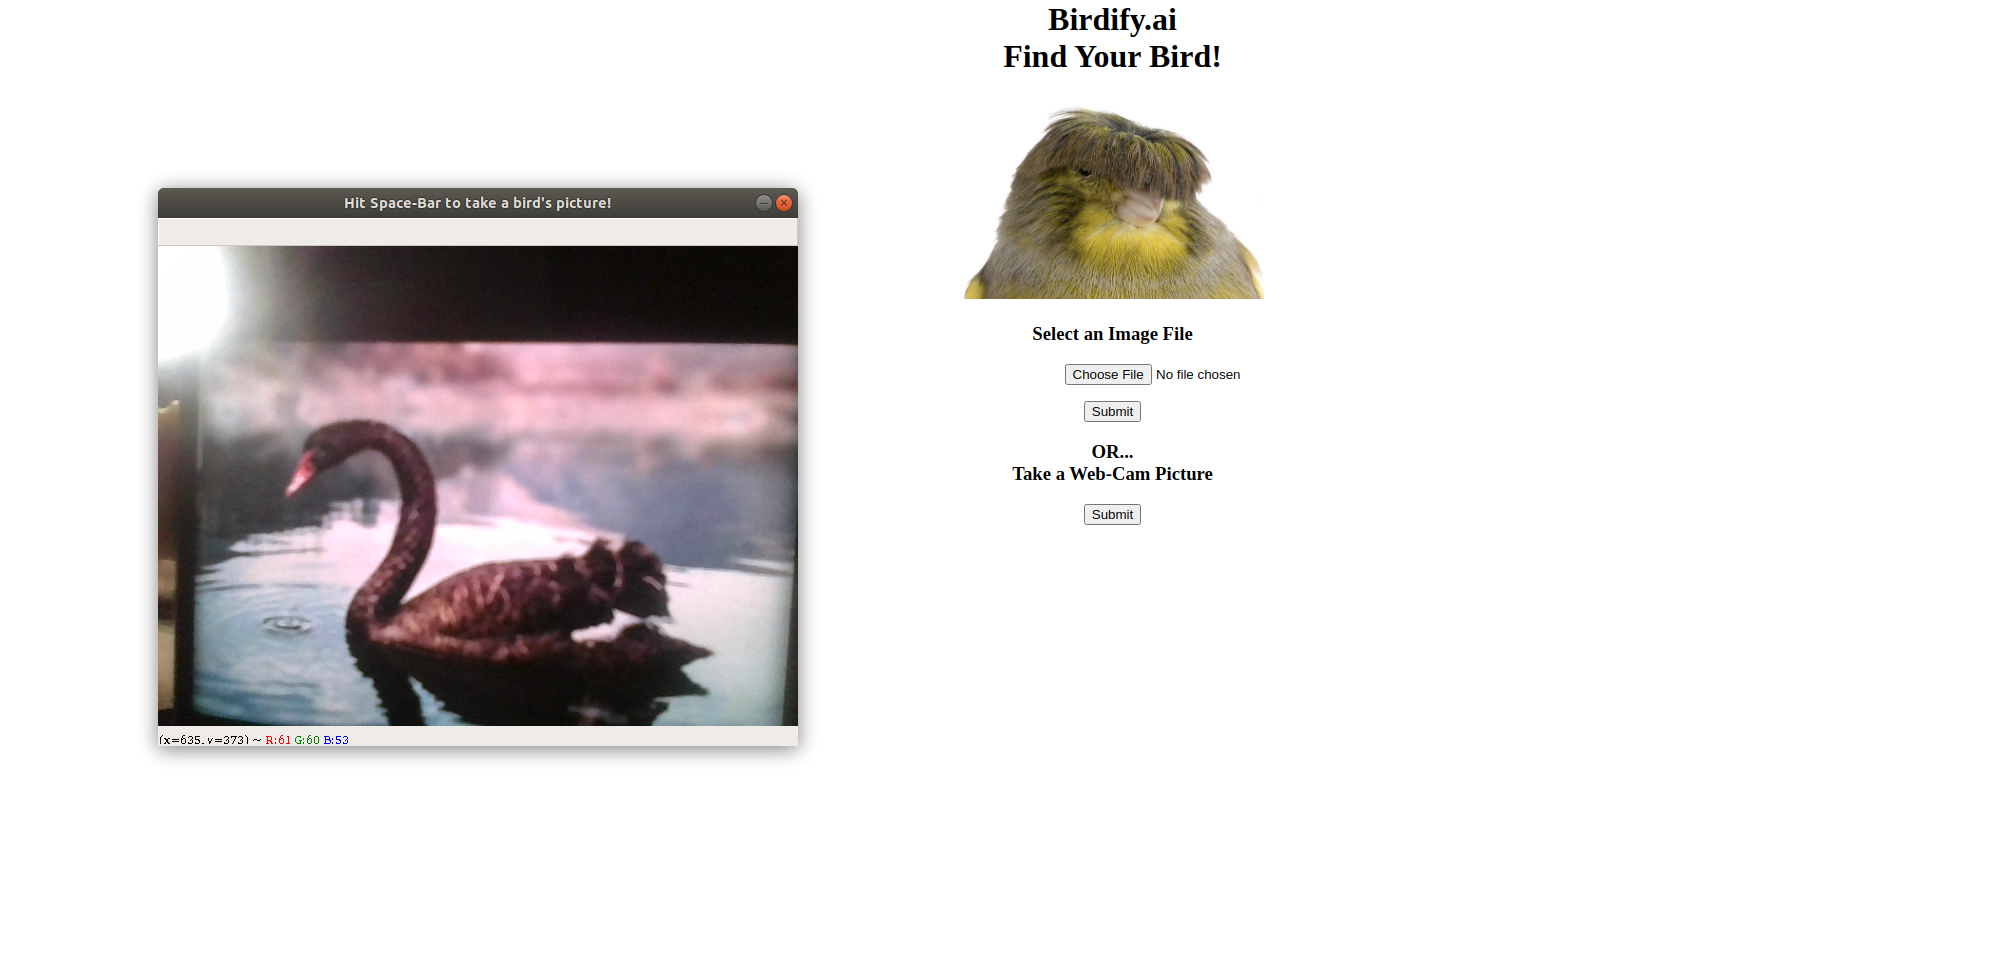 Birdify.ai
Find Your Bird!
Hit Space-Bar to take a bird's picture!
Select an Image File
Choose File No file chosen
Submit
OR...
Take a Web-Cam Picture
Submit
(x=635, y=373) ~ R:61 G:60 B:53